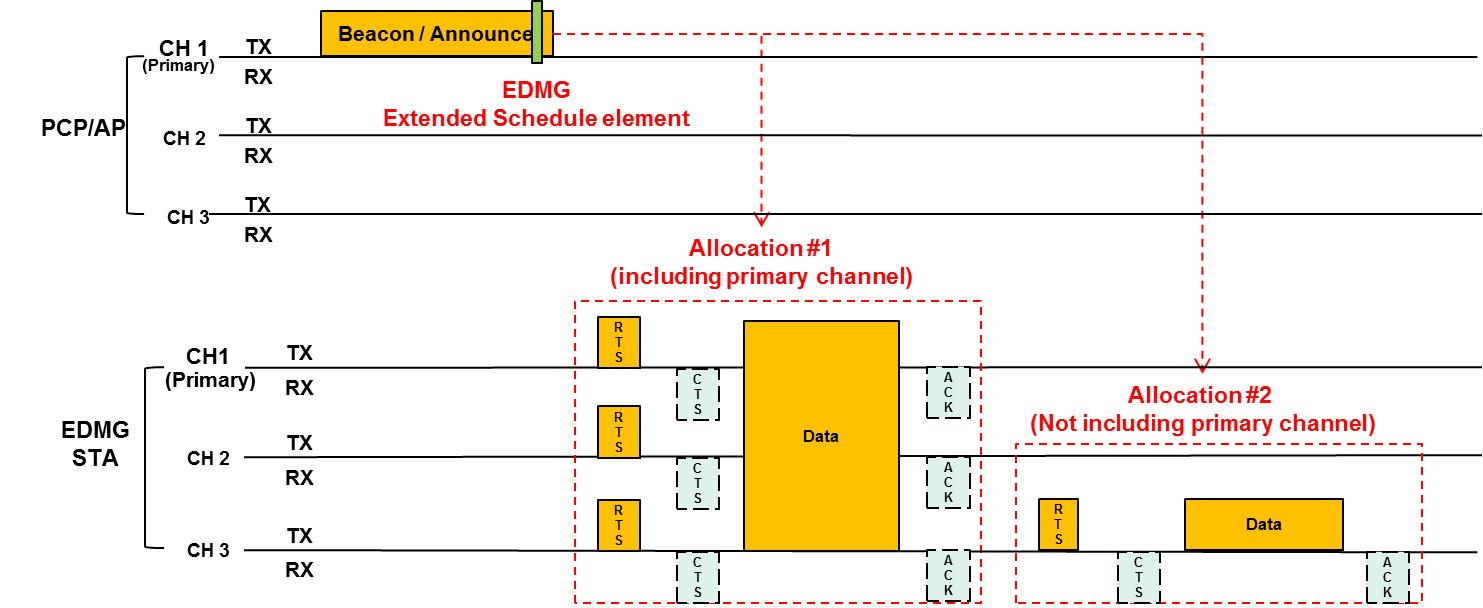 Beacon / Announce
CH 1
(Primary)
TX
RX
EDMG
Extended Schedule element
PCP/AP
CH 2
TX
RX
CH 3
TX
RX
Allocation #1
(including primary channel)
RTS
CH1
(Primary)
TX
RX
CTS
ACK
Allocation #2
(Not including primary channel)
RTS
EDMG
STA
CH 2
TX
RX
CTS
Data
ACK
RTS
CH 3
TX
RX
CTS
ACK
RTS
Data
CTS
ACK